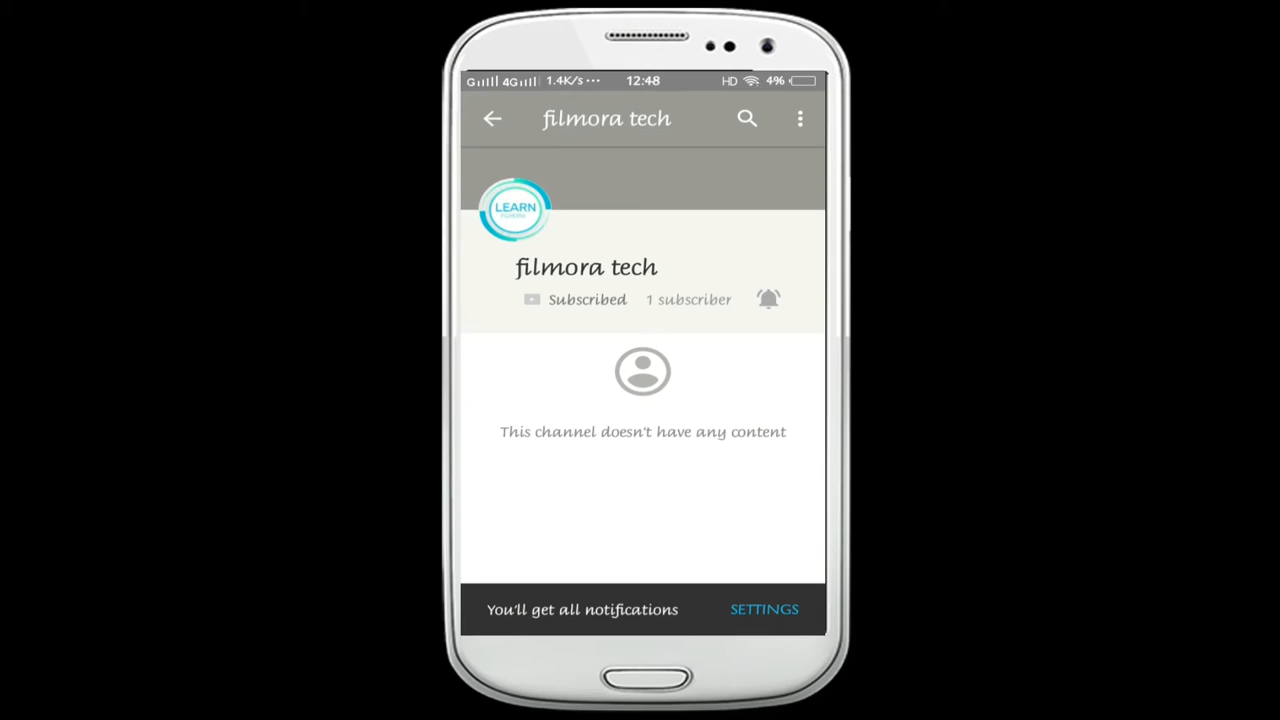 G 4G 1.4K/s ··· 12:48 HD 4%
filmora tech
LEARN
filmora tech
Subscribed 1 subscriber
This channel doesn't have any content
You'll get all notifications SETTINGS